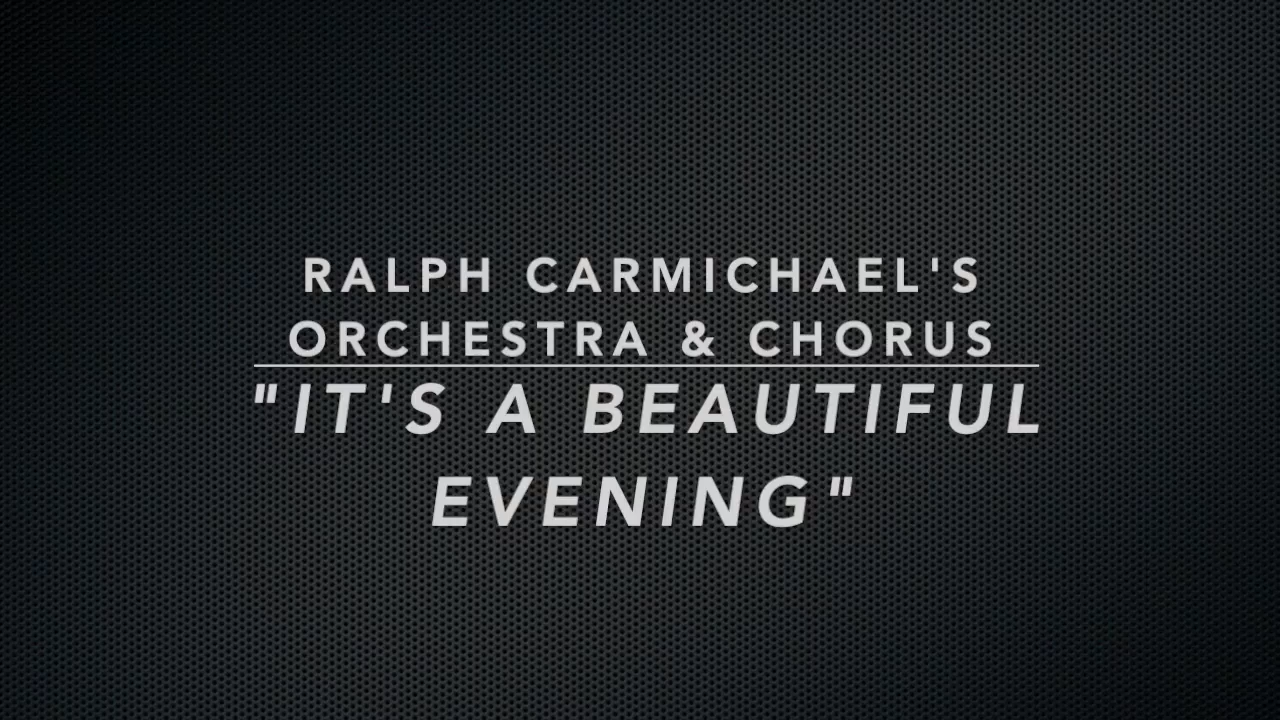 RALPH CARMICHAEL'S
ORCHESTRA & CHORUS
"IT'S A BEAUTIFUL
EVENING"